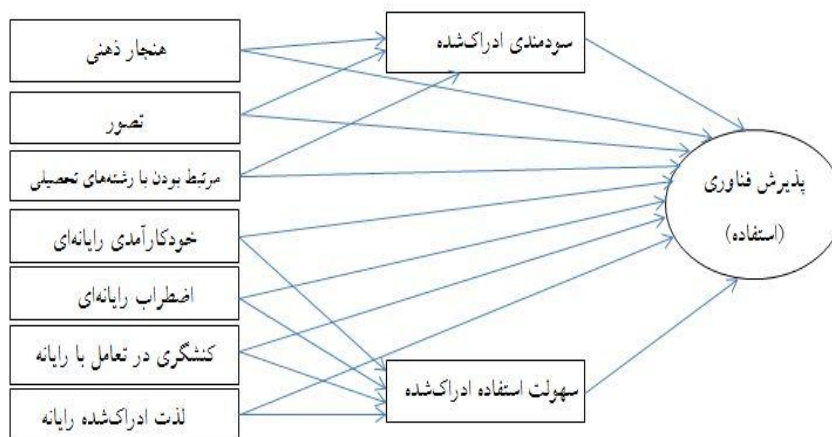 هنجار ذهنی
تصور
مرتبط بودن با رشته‌های تحصیلی
خودکارآمدی رایانه‌ای
اضطراب رایانه‌ای
کنشگری در تعامل با رایانه
لذت ادراک‌شده رایانه
سودمندی ادراک‌شده
سهولت استفاده ادراک‌شده
پذیرش فناوری
(استفاده)